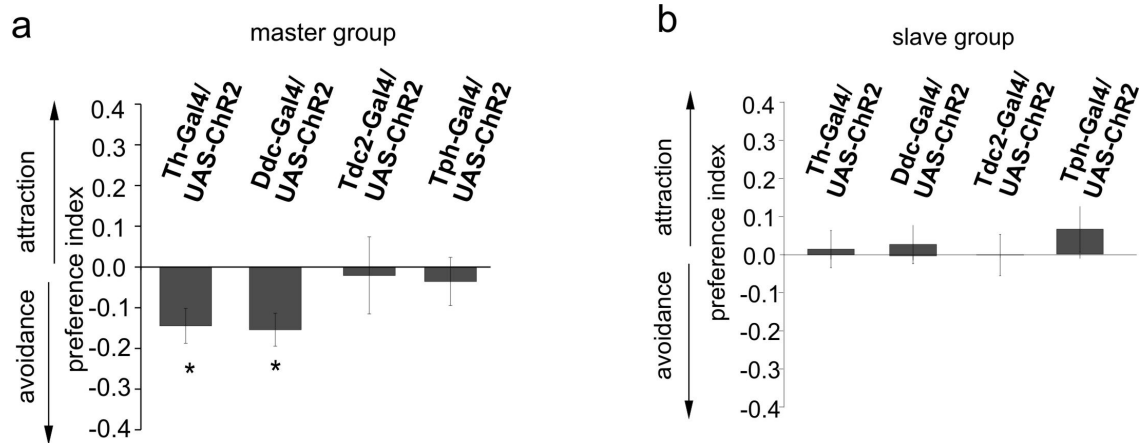 a
master group
Th-Gal4/
UAS-ChR2
Ddc-Gal4/
UAS-ChR2
Tdc2-Gal4/
UAS-ChR2
Tph-Gal4/
UAS-ChR2
attraction
avoidance
preference index
0.4
0.3
0.2
0.1
0.0
-0.1
-0.2
-0.3
-0.4
*
*
b
slave group
Th-Gal4/
UAS-ChR2
Ddc-Gal4/
UAS-ChR2
Tdc2-Gal4/
UAS-ChR2
Tph-Gal4/
UAS-ChR2
attraction
avoidance
preference index
0.4
0.3
0.2
0.1
0.0
-0.1
-0.2
-0.3
-0.4